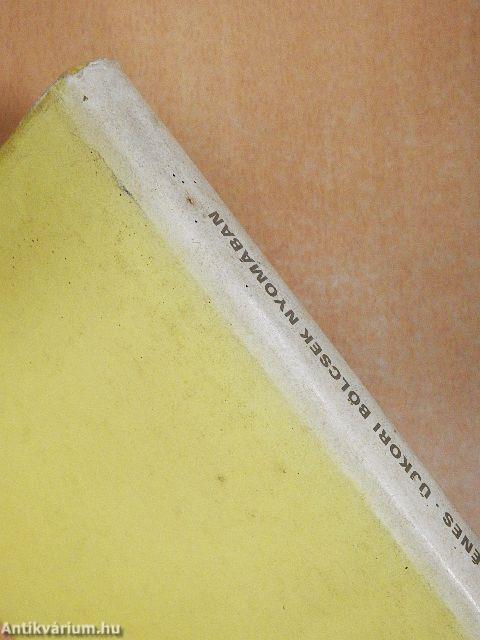 ÉNES - ÚJKORI BÖLCSEK NYOMÁBAN
Antikvárium.hu